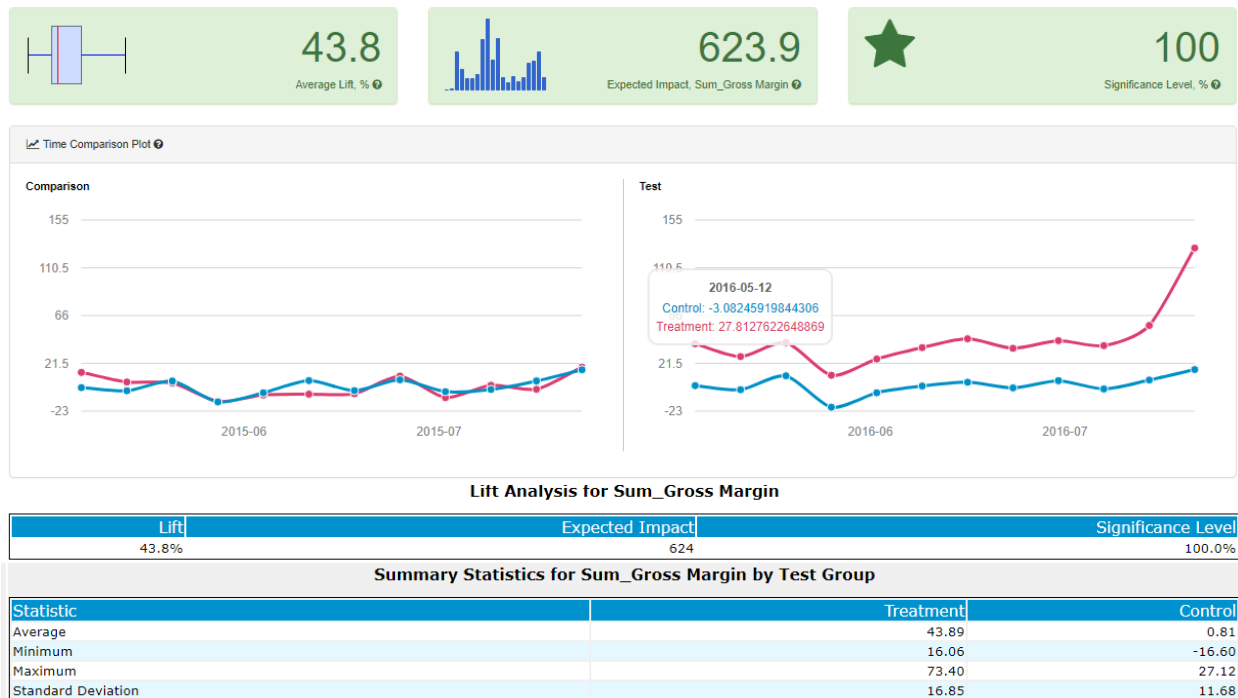 43.8
Average Lift, %
623.9
Expected Impact, Sum_Gross Margin
100
Significance Level, %
Time Comparison Plot
Comparison
155
110.5
66
21.5
-23
2015-06
2015-07
Test
155
110.5
2016-05-12
Control: -3.08245919844306
Treatment: 27.8127622648869
21.5
-23
2016-06
2016-07
Lift Analysis for Sum_Gross Margin
Lift Expected Impact Significance Level
43.8% 624 100.0%
Summary Statistics for Sum_Gross Margin by Test Group
Statistic Treatment Control
Average 43.89 0.81
Minimum 16.06 -16.60
Maximum 73.40 27.12
Standard Deviation 16.85 11.68